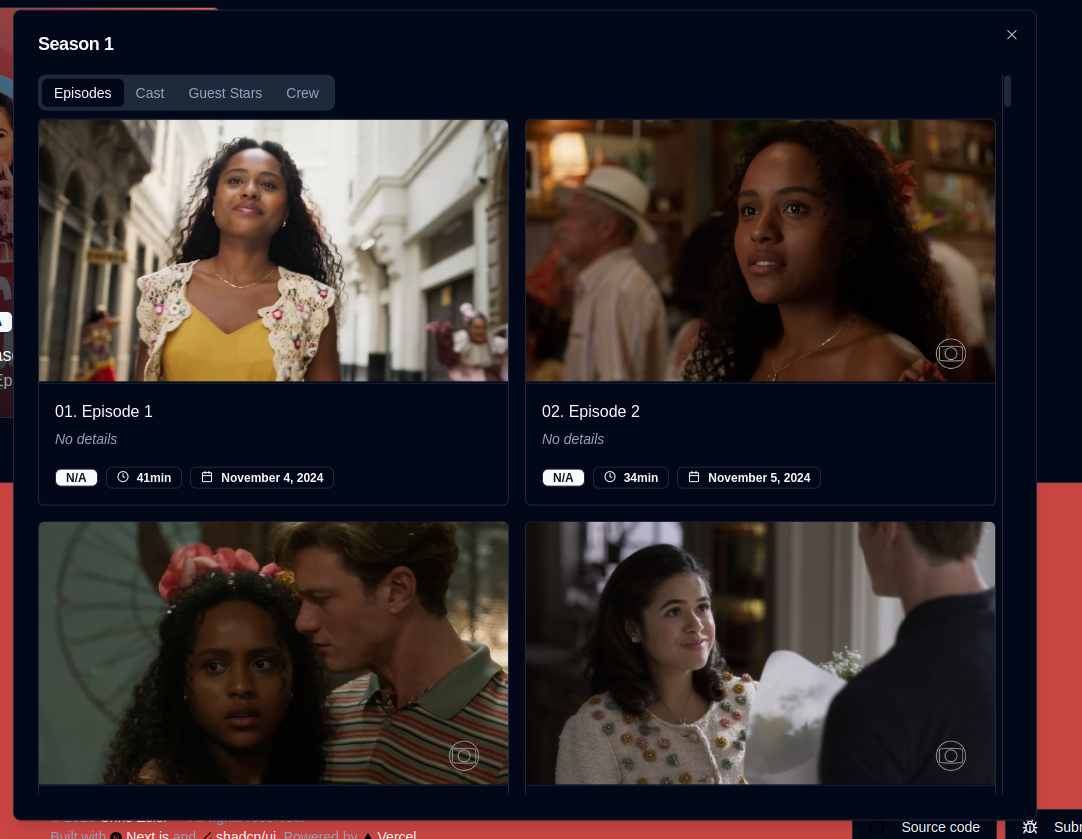 Season 1
Episodes Cast Guest Stars Crew
01. Episode 1
No details
N/A 41min November 4, 2024
02. Episode 2
No details
N/A 34min November 5, 2024
Built with Next.js and shadcn/ui. Powered by Vercel
Source code